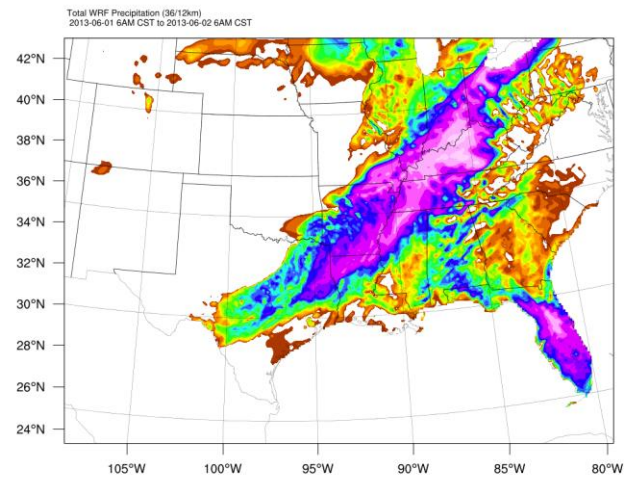 Total WRF Precipitation (36/12km)
2013-06-01 6AM CST to 2013-06-02 6AM CST
42°N
40°N
38°N
36°N
34°N
32°N
30°N
28°N
26°N
24°N
105°W 100°W 95°W 90°W 85°W 80°W